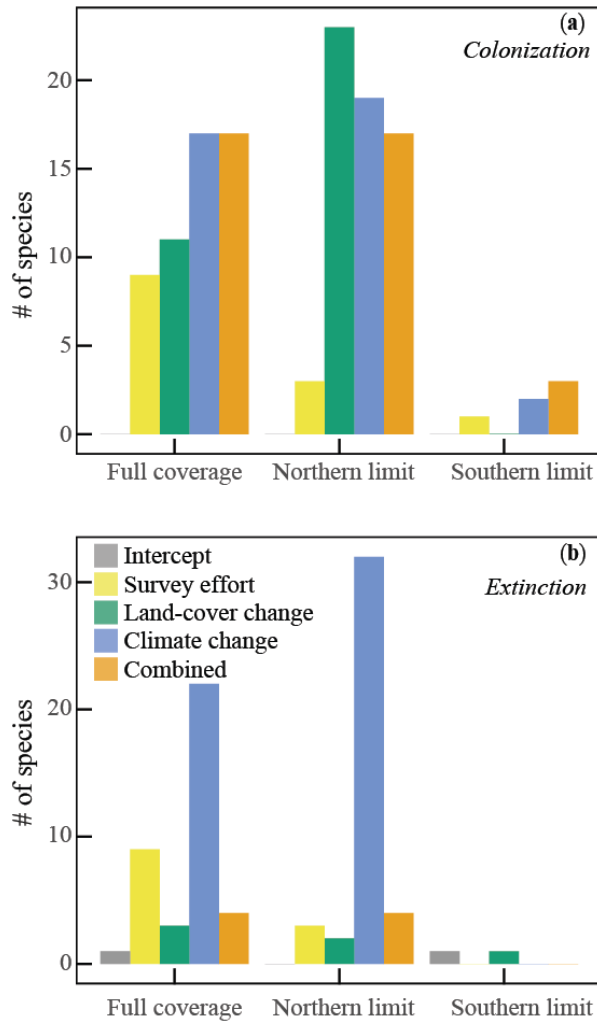 (a)
Colonization
20
15
10
5
0
# of species
Full coverage Northern limit Southern limit
(b)
Extinction
Intercept
Survey effort
Land-cover change
Climate change
Combined
30
20
10
0
# of species
Full coverage Northern limit Southern limit